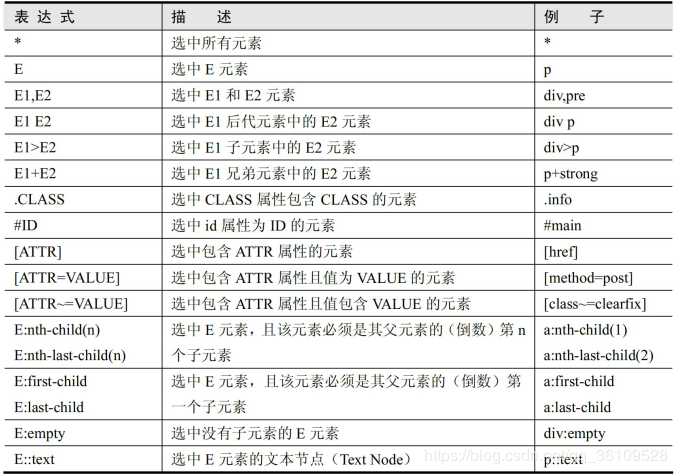 表 达 式 描 述 例 子
* 选中所有元素 *
E 选中 E 元素 p
E1,E2 选中 E1 和 E2 元素 div,pre
E1 E2 选中 E1 后代元素中的 E2 元素 div p
E1>E2 选中 E1 子元素中的 E2 元素 div>p
E1+E2 选中 E1 兄弟元素中的 E2 元素 p+strong
.CLASS 选中 CLASS 属性包含 CLASS 的元素 .info
#ID 选中 id 属性为 ID 的元素 #main
[ATTR] 选中包含 ATTR 属性的元素 [href]
[ATTR=VALUE] 选中包含 ATTR 属性且值为 VALUE 的元素 [method=post]
[ATTR~=VALUE] 选中包含 ATTR 属性且值包含 VALUE 的元素 [class~=clearfix]
E:nth-child(n) 选中 E 元素，且该元素必须是其父元素的（倒数）第 n a:nth-child(1)
E:nth-last-child(n) 个子元素 a:nth-last-child(2)
E:first-child 选中 E 元素，且该元素必须是其父元素的（倒数）第 a:first-child
E:last-child 一个子元素 a:last-child
E:empty 选中没有子元素的 E 元素 div:empty
E::text 选中 E 元素的文本节点（Text Node） p::text